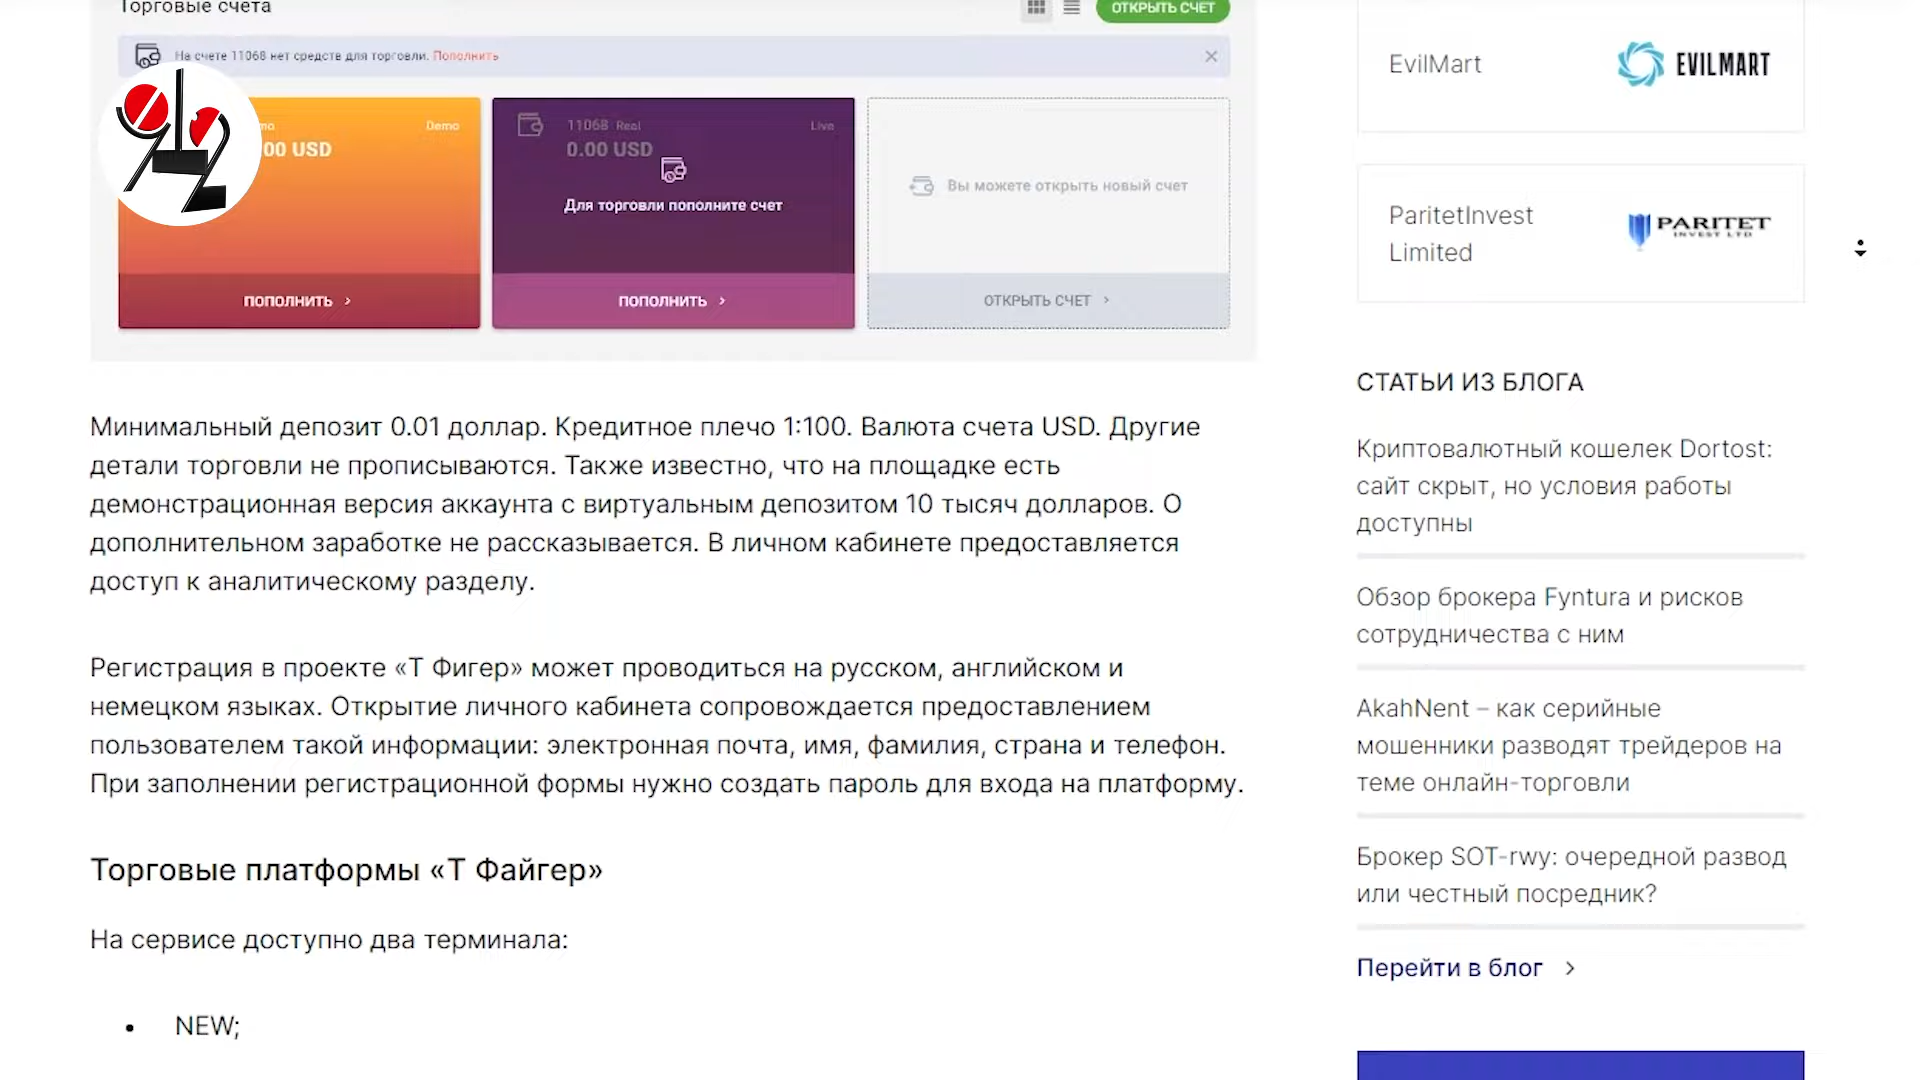 Торговые счета
ОТКРЫТЬ СЧЕТ
На счете 11068 нет средств для торговли. Пополнить
Demo
00 USD
ПОПОЛНИТЬ
11068 Real
Live
0.00 USD
Для торговли пополните счет
ПОПОЛНИТЬ
Вы можете открыть новый счет
ОТКРЫТЬ СЧЕТ
Минимальный депозит 0.01 доллар. Кредитное плечо 1:100. Валюта счета USD. Другие
детали торговли не прописываются. Также известно, что на площадке есть
демонстрационная версия аккаунта с виртуальным депозитом 10 тысяч долларов. О
дополнительном заработке не рассказывается. В личном кабинете предоставляется
доступ к аналитическому разделу.
Регистрация в проекте «Т Фигер» может проводиться на русском, английском и
немецком языках. Открытие личного кабинета сопровождается предоставлением
пользователем такой информации: электронная почта, имя, фамилия, страна и телефон.
При заполнении регистрационной формы нужно создать пароль для входа на платформу.
Торговые платформы «Т Файгер»
На сервисе доступно два терминала:
• NEW;
EvilMart
EVILMART
ParitetInvest
Limited
PARITET
INVEST LTD
СТАТЬИ ИЗ БЛОГА
Криптовалютный кошелек Dortost:
сайт скрыт, но условия работы
доступны
Обзор брокера Fyntura и рисков
сотрудничества с ним
AkahNent – как серийные
мошенники разводят трейдеров на
теме онлайн-торговли
Брокер SOT-rwy: очередной развод
или честный посредник?
Перейти в блог